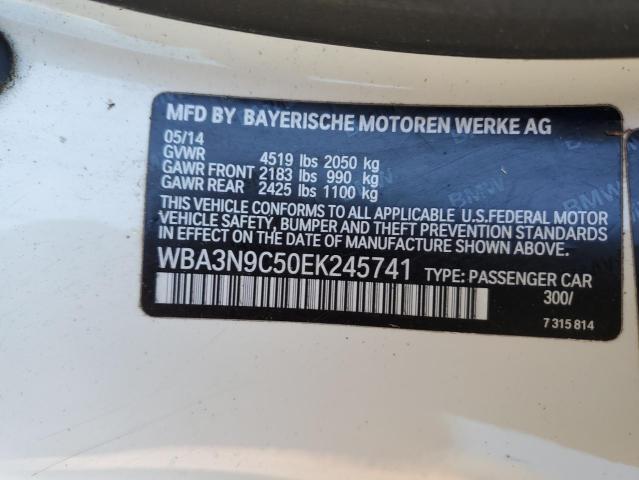 MFD BY BAYERISCHE MOTOREN WERKE AG
05/14
GVWR 4519 lbs 2050 kg
GAWR FRONT 2183 lbs 990 kg
GAWR REAR 2425 lbs 1100 kg
THIS VEHICLE CONFORMS TO ALL APPLICABLE U.S.FEDERAL MOTOR
VEHICLE SAFETY, BUMPER AND THEFT PREVENTION STANDARDS
IN EFFECT ON THE DATE OF MANUFACTURE SHOWN ABOVE.
WBA3N9C50EK245741 TYPE: PASSENGER CAR
300/
7 315 814
BMW
BMW